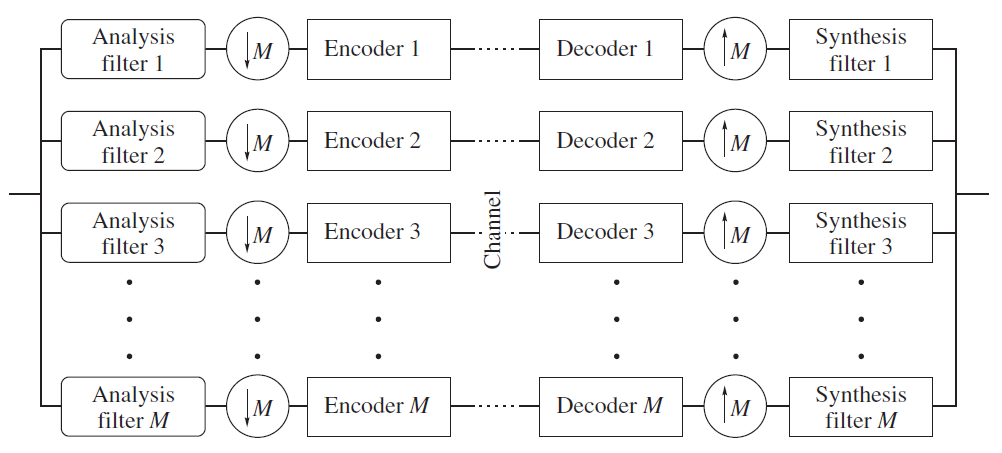 Analysis
filter 1
↓M
Encoder 1
Decoder 1
↑M
Synthesis
filter 1
Analysis
filter 2
↓M
Encoder 2
Decoder 2
↑M
Synthesis
filter 2
Analysis
filter 3
↓M
Encoder 3
Channel
Decoder 3
↑M
Synthesis
filter 3
Analysis
filter M
↓M
Encoder M
Decoder M
↑M
Synthesis
filter M